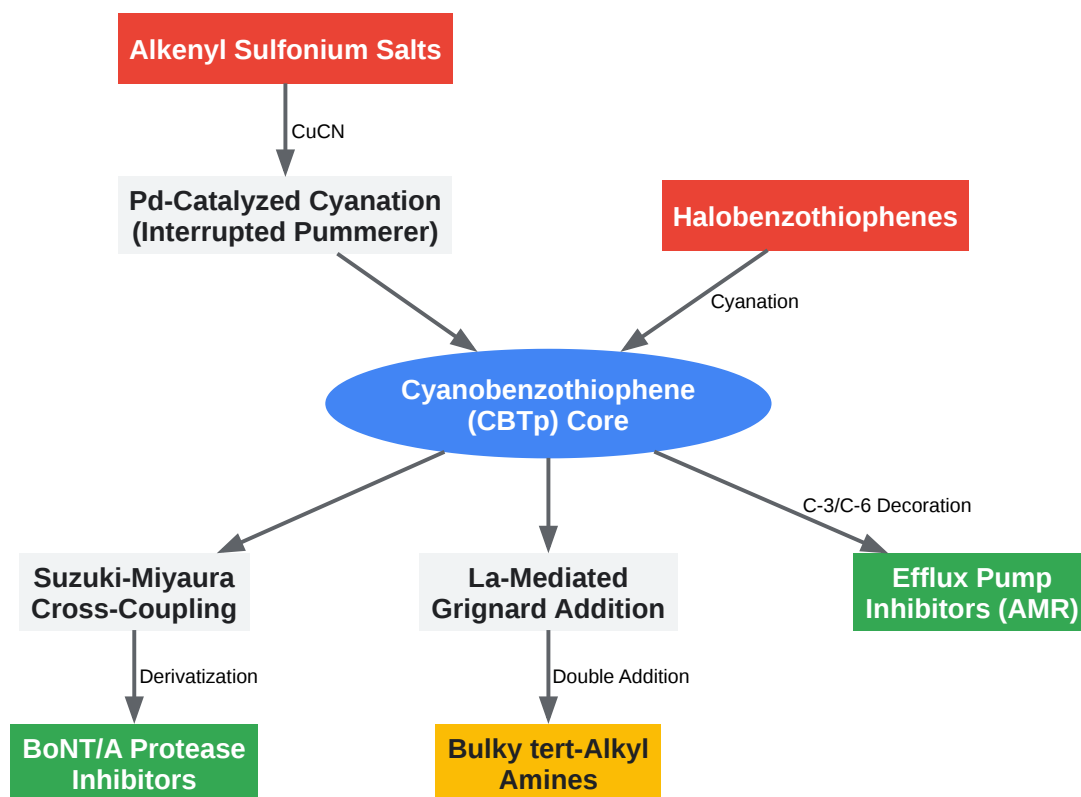 Alkenyl Sulfonium Salts
CuCN
Pd-Catalyzed Cyanation
(Interrupted Pummerer)
Halobenzothiophenes
Cyanation
Cyanobenzothiophene
(CBTp) Core
C-3/C-6 Decoration
Suzuki-Miyaura
Cross-Coupling
La-Mediated
Grignard Addition
Efflux Pump
Inhibitors (AMR)
Derivatization
Double Addition
BoNT/A Protease
Inhibitors
Bulky tert-Alkyl
Amines